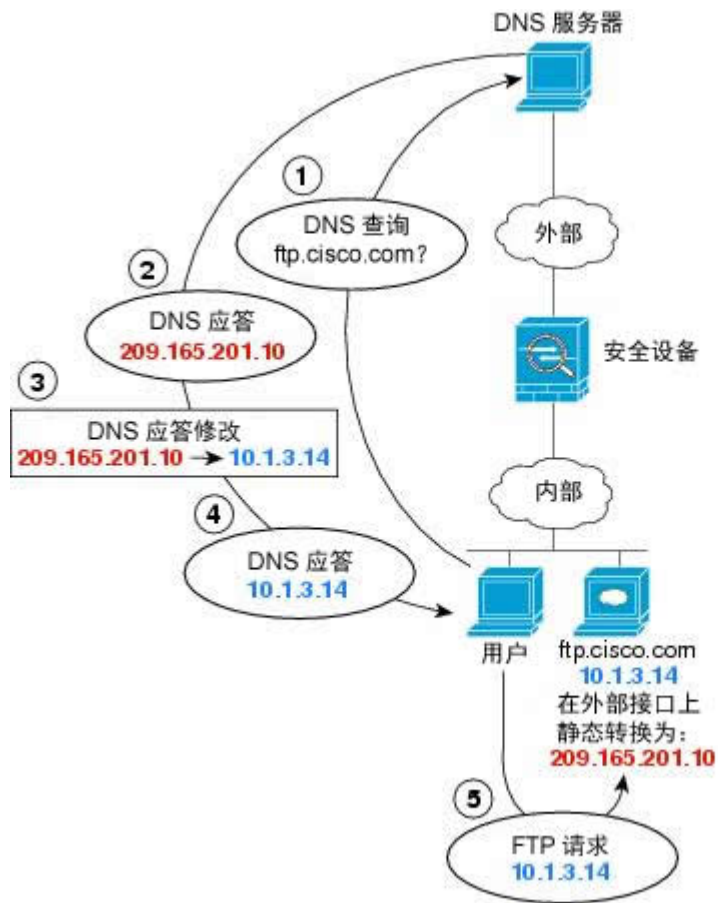 DNS 服务器
1
DNS 查询
ftp.cisco.com?
外部
2
DNS 应答
209.165.201.10
安全设备
3
DNS 应答修改
209.165.201.10 → 10.1.3.14
内部
4
DNS 应答
10.1.3.14
用户
ftp.cisco.com
10.1.3.14
在外部接口上
静态转换为：
209.165.201.10
5
FTP 请求
10.1.3.14